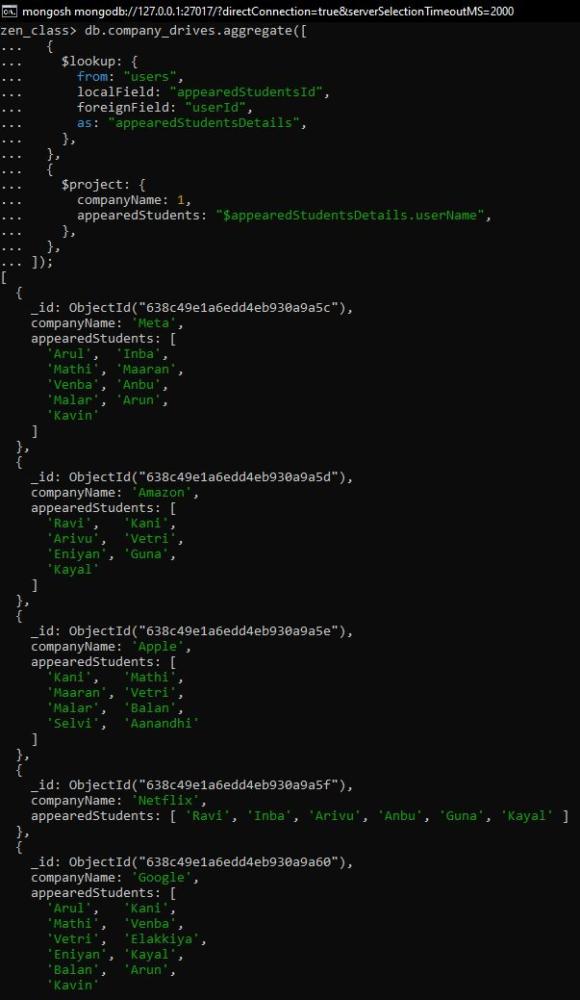 mongosh mongodb://127.0.0.1:27017/?directConnection=true&serverSelectionTimeoutMS=2000
zen_class> db.company_drives.aggregate([
...   {
...     $lookup: {
...       from: "users",
...       localField: "appearedStudentsId",
...       foreignField: "userId",
...       as: "appearedStudentsDetails",
...     },
...   },
...   {
...     $project: {
...       companyName: 1,
...       appearedStudents: "$appearedStudentsDetails.userName",
...     },
...   },
... ]);
[
  {
    _id: ObjectId("638c49e1a6edd4eb930a9a5c"),
    companyName: 'Meta',
    appearedStudents: [
      'Arul',  'Inba',
      'Mathi', 'Maaran',
      'Venba', 'Anbu',
      'Malar', 'Arun',
      'Kavin'
    ]
  },
  {
    _id: ObjectId("638c49e1a6edd4eb930a9a5d"),
    companyName: 'Amazon',
    appearedStudents: [
      'Ravi',   'Kani',
      'Arivu',  'Vetri',
      'Eniyan', 'Guna',
      'Kayal'
    ]
  },
  {
    _id: ObjectId("638c49e1a6edd4eb930a9a5e"),
    companyName: 'Apple',
    appearedStudents: [
      'Kani',   'Mathi',
      'Maaran', 'Vetri',
      'Malar',  'Balan',
      'Selvi',  'Aanandhi'
    ]
  },
  {
    _id: ObjectId("638c49e1a6edd4eb930a9a5f"),
    companyName: 'Netflix',
    appearedStudents: [ 'Ravi', 'Inba', 'Arivu', 'Anbu', 'Guna', 'Kayal' ]
  },
  {
    _id: ObjectId("638c49e1a6edd4eb930a9a60"),
    companyName: 'Google',
    appearedStudents: [
      'Arul',   'Kani',
      'Mathi',  'Venba',
      'Vetri',  'Elakkiya',
      'Eniyan', 'Kayal',
      'Balan',  'Arun',
      'Kavin'